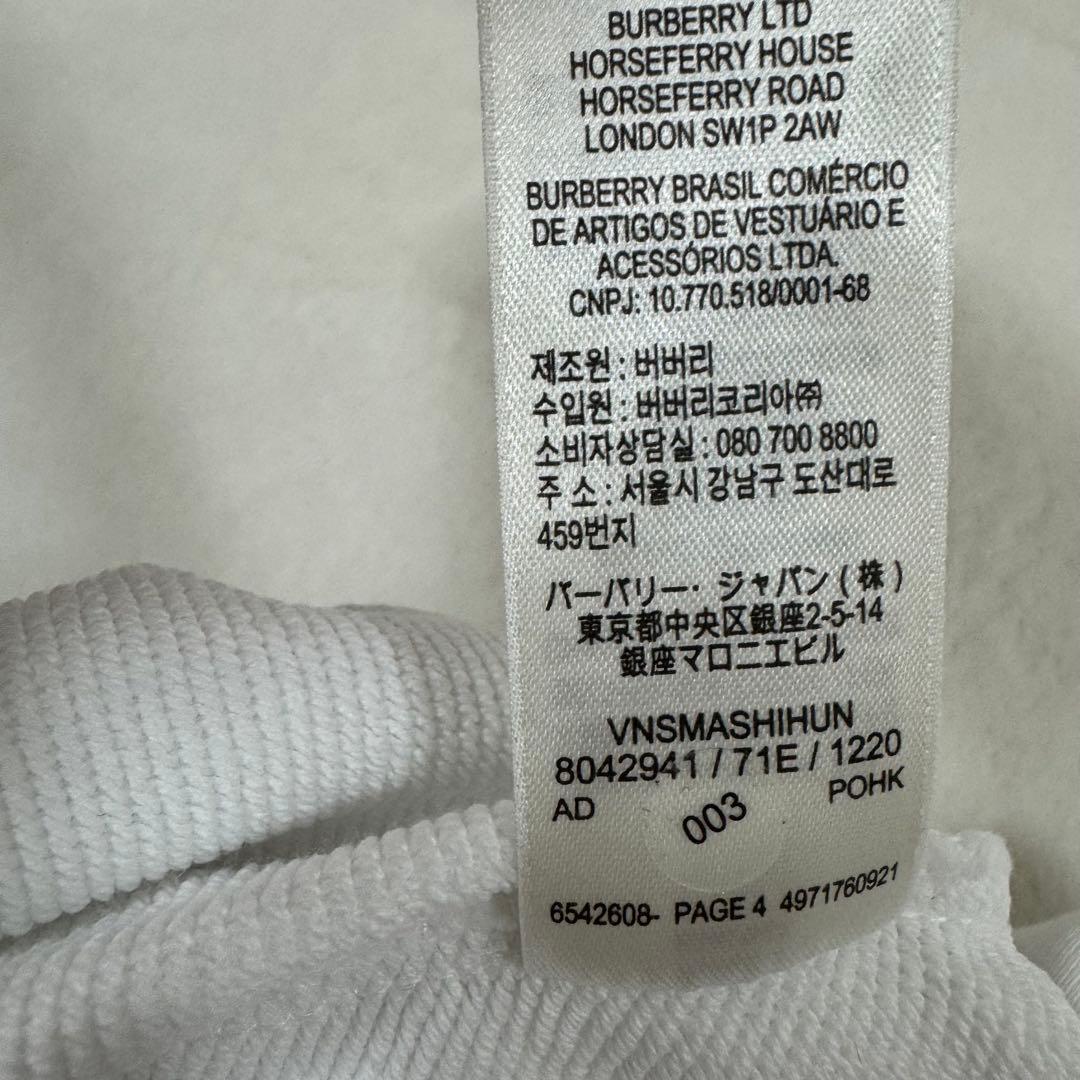 BURBERRY LTD
HORSEFERRY HOUSE
HORSEFERRY ROAD
LONDON SW1P 2AW
BURBERRY BRASIL COMÉRCIO
DE ARTIGOS DE VESTUÁRIO E
ACESSÓRIOS LTDA.
CNPJ: 10.770.518/0001-68
제조원 : 버버리
수입원 : 버버리코리아㈜
소비자상담실 : 080 700 8800
주 소 : 서울시 강남구 도산대로
459번지
バーバリー・ジャパン ( 株 )
東京都中央区銀座2-5-14
銀座マロニエビル
VNSMASHIHUN
8042941 / 71E / 1220
AD 003 POHK
6542608- PAGE 4 4971760921